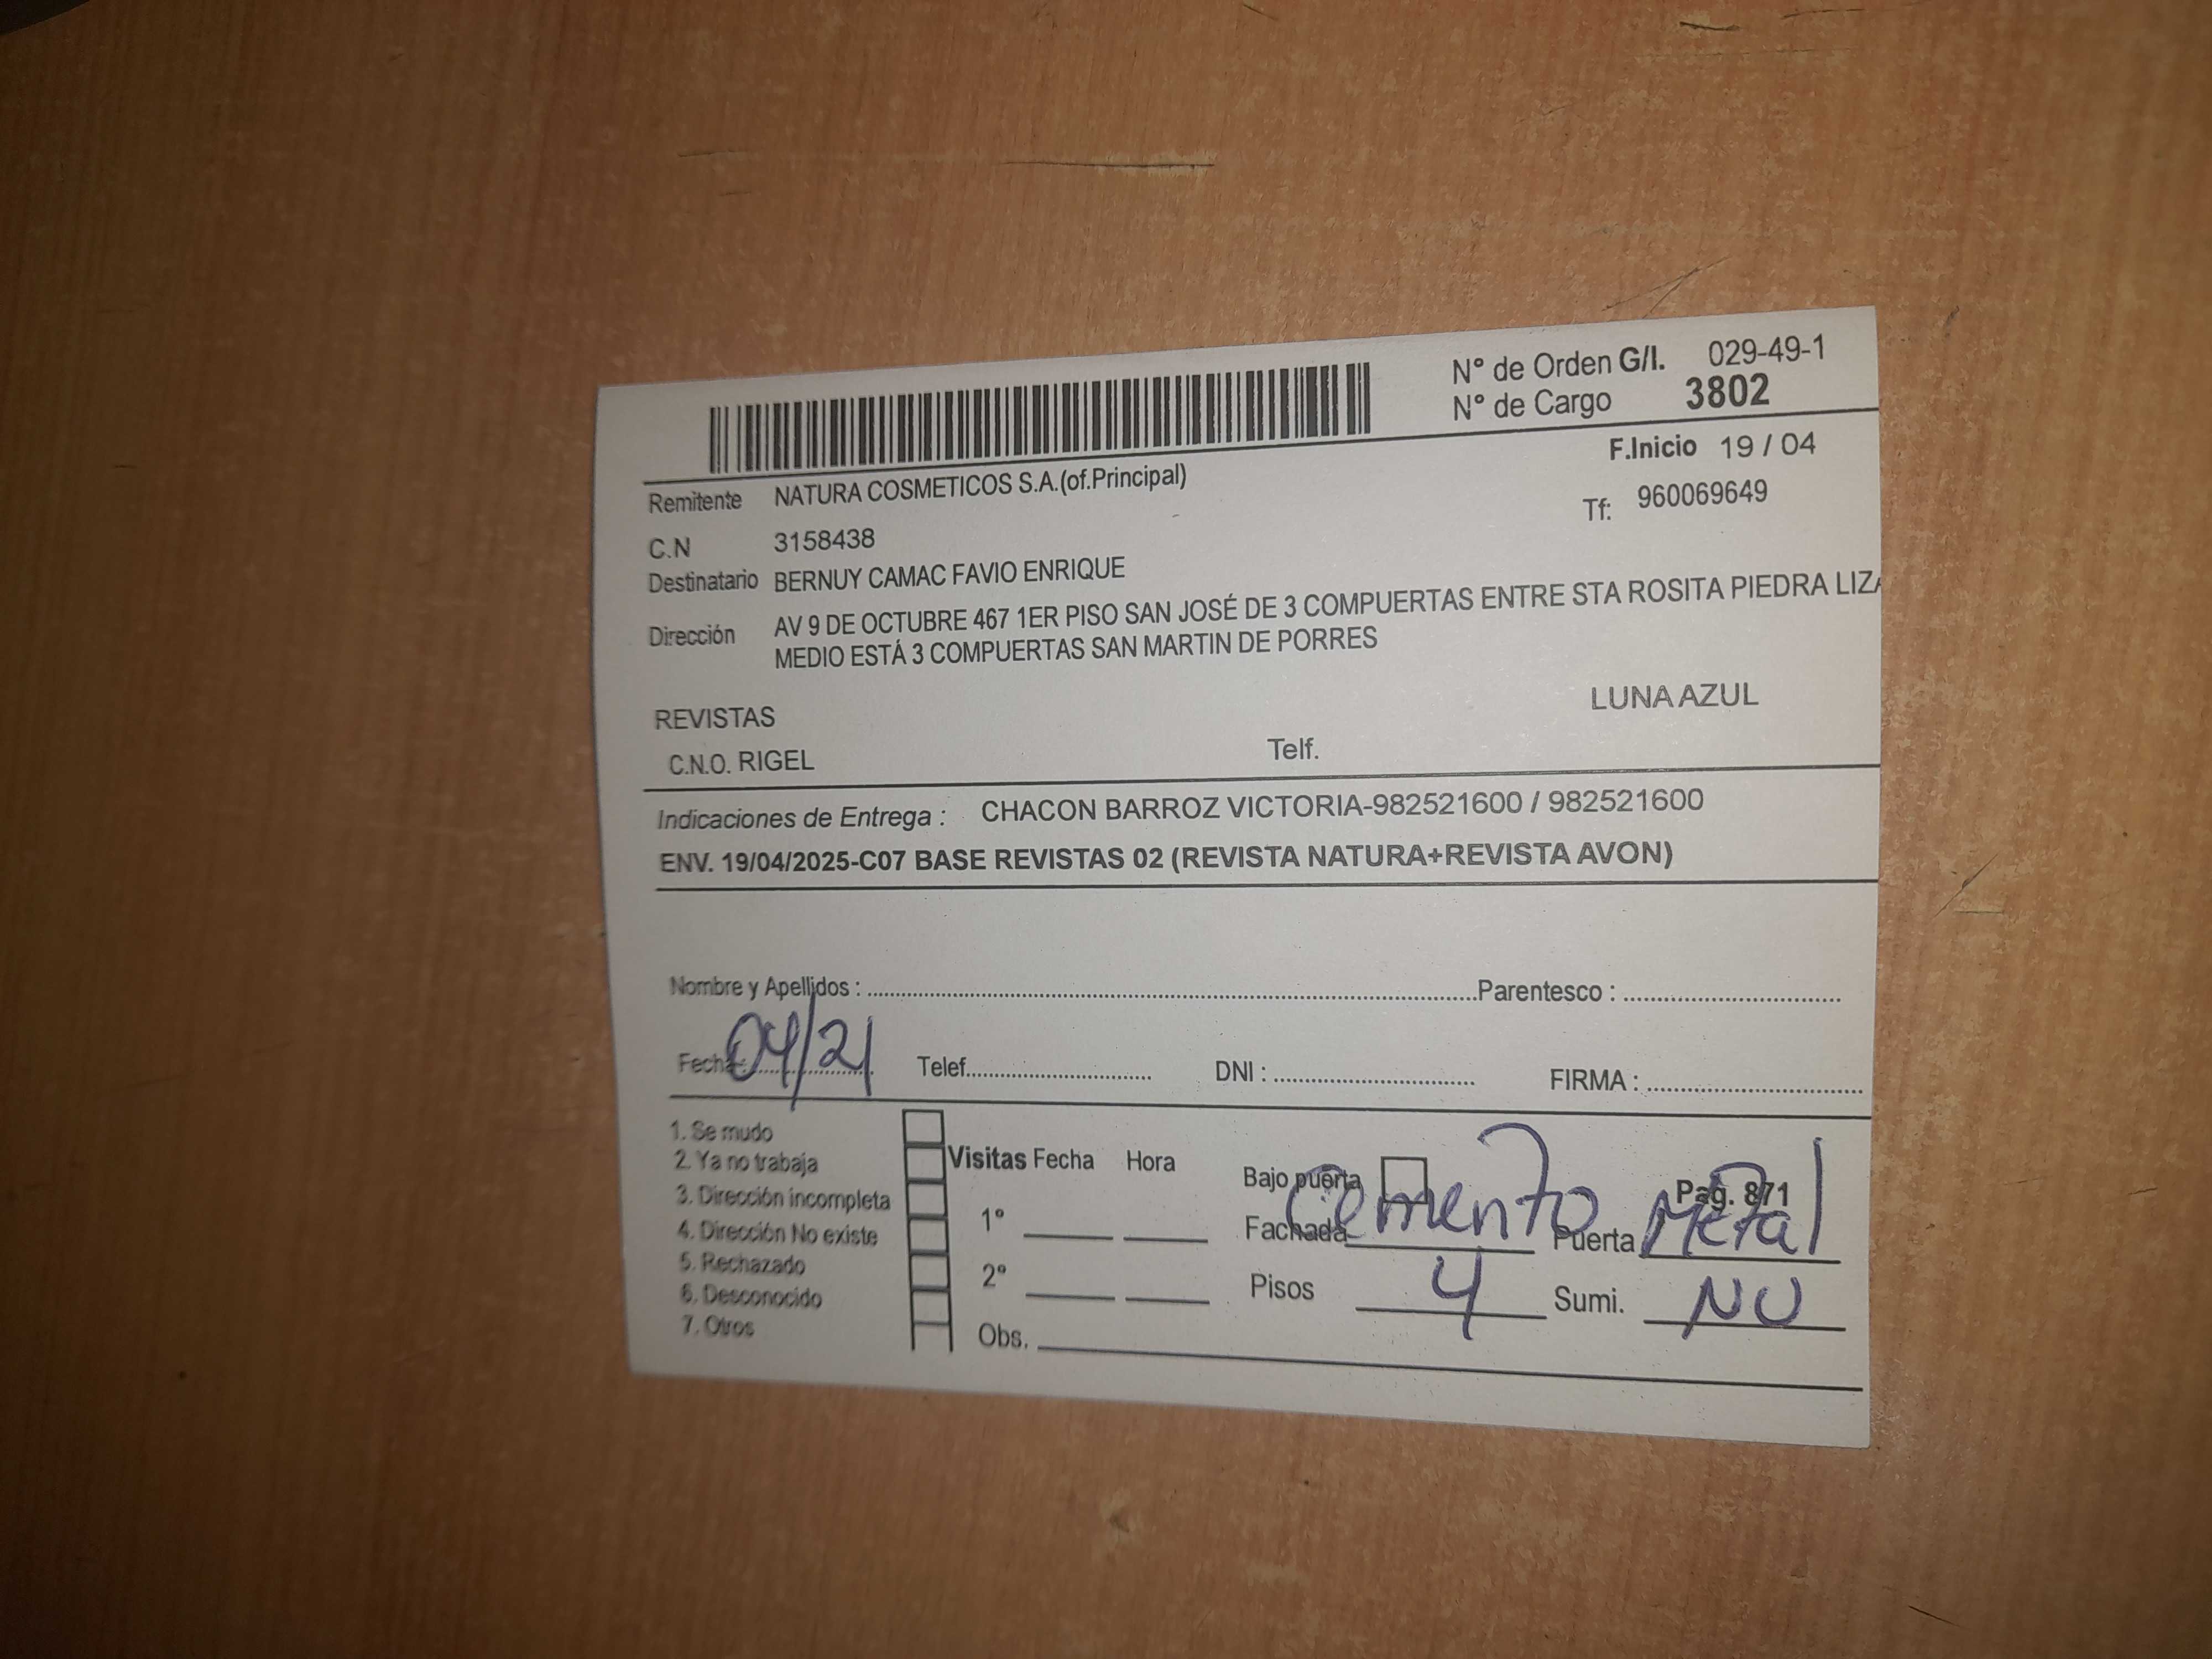 N° de Orden G/I. 029-49-1
N° de Cargo 3802
F.Inicio 19 / 04
Remitente NATURA COSMETICOS S.A.(of.Principal)
Tf: 960069649
C.N 3158438
Destinatario BERNUY CAMAC FAVIO ENRIQUE
Dirección AV 9 DE OCTUBRE 467 1ER PISO SAN JOSÉ DE 3 COMPUERTAS ENTRE STA ROSITA PIEDRA LIZA
MEDIO ESTÁ 3 COMPUERTAS SAN MARTIN DE PORRES
REVISTAS LUNA AZUL
C.N.O. RIGEL Telf.
Indicaciones de Entrega : CHACON BARROZ VICTORIA-982521600 / 982521600
ENV. 19/04/2025-C07 BASE REVISTAS 02 (REVISTA NATURA+REVISTA AVON)
Nombre y Apellidos : Parentesco :
Fecha: 04/21 Telef. DNI : FIRMA :
1. Se mudo
2. Ya no trabaja
3. Dirección incompleta
4. Dirección No existe
5. Rechazado
6. Desconocido
7. Otros
Visitas Fecha Hora
1°
2°
Obs.
Bajo puerta Pag. 871
Fachada Cemento Puerta Metal
Pisos 4 Sumi. NO